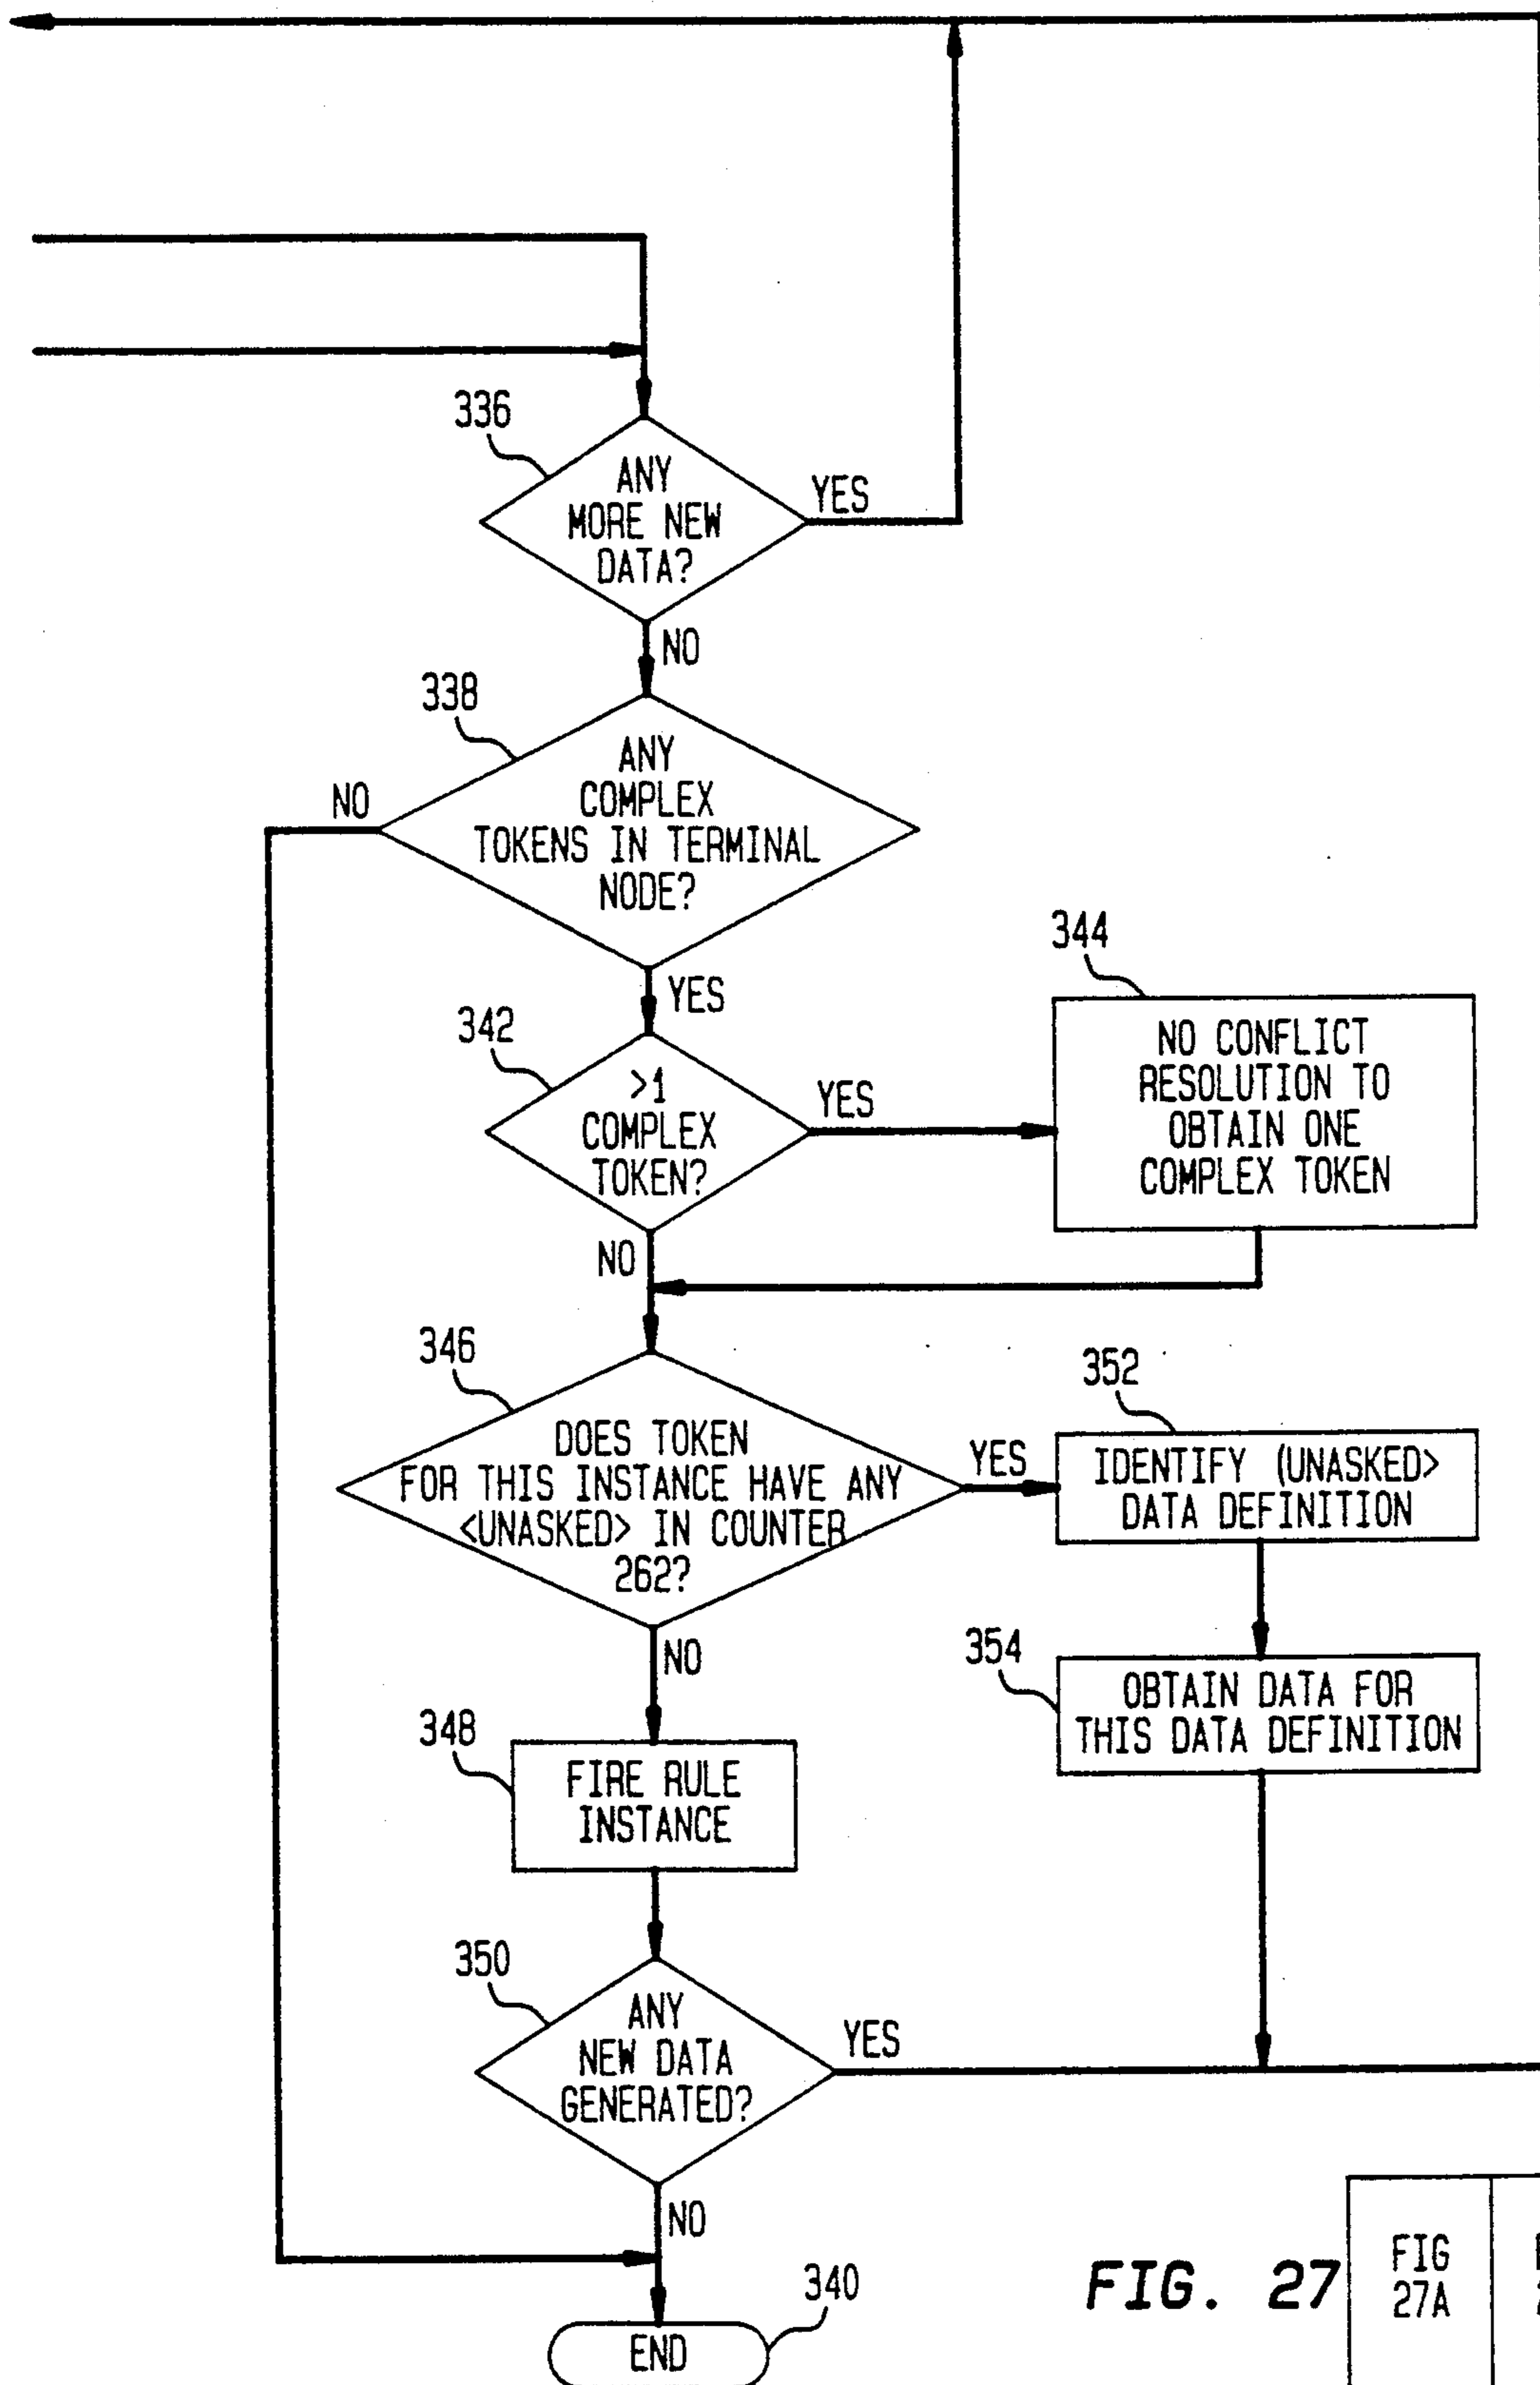 336
ANY
MORE NEW
DATA?
YES
NO
338
ANY
COMPLEX
TOKENS IN TERMINAL
NODE?
NO
YES
342
>1
COMPLEX
TOKEN?
YES
NO
344
NO CONFLICT
RESOLUTION TO
OBTAIN ONE
COMPLEX TOKEN
346
DOES TOKEN
FOR THIS INSTANCE HAVE ANY
<UNASKED> IN COUNTER
262?
YES
NO
352
IDENTIFY (UNASKED>
DATA DEFINITION
354
OBTAIN DATA FOR
THIS DATA DEFINITION
348
FIRE RULE
INSTANCE
350
ANY
NEW DATA
GENERATED?
YES
NO
340
END
FIG. 27
FIG
27A